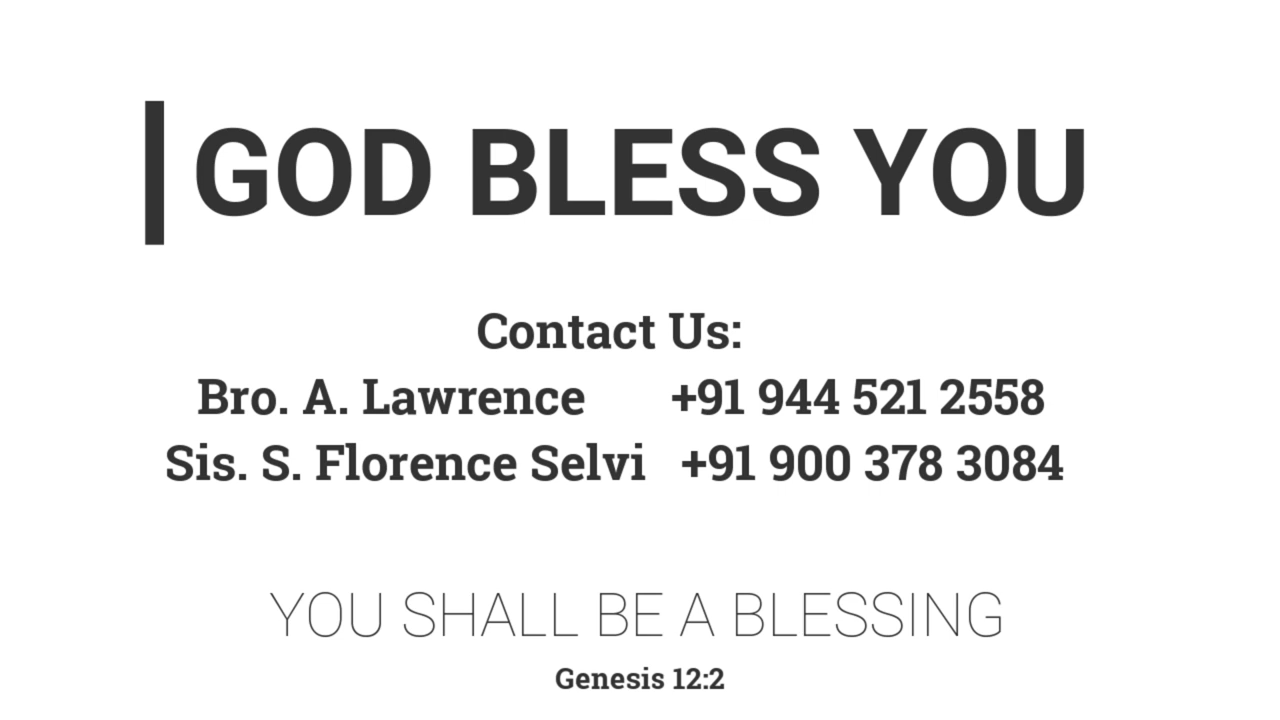 GOD BLESS YOU
Contact Us:
Bro. A. Lawrence +91 944 521 2558
Sis. S. Florence Selvi +91 900 378 3084
YOU SHALL BE A BLESSING
Genesis 12:2